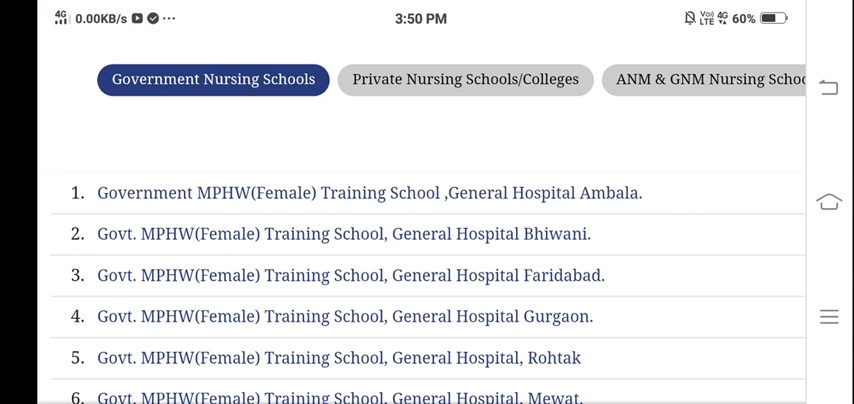 4G 0.00KB/s ... 3:50 PM Vo) LTE 4G 60%
Government Nursing Schools Private Nursing Schools/Colleges ANM & GNM Nursing Schoo
1. Government MPHW(Female) Training School ,General Hospital Ambala.
2. Govt. MPHW(Female) Training School, General Hospital Bhiwani.
3. Govt. MPHW(Female) Training School, General Hospital Faridabad.
4. Govt. MPHW(Female) Training School, General Hospital Gurgaon.
5. Govt. MPHW(Female) Training School, General Hospital, Rohtak
6. Govt. MPHW(Female) Training School, General Hospital, Mewat.